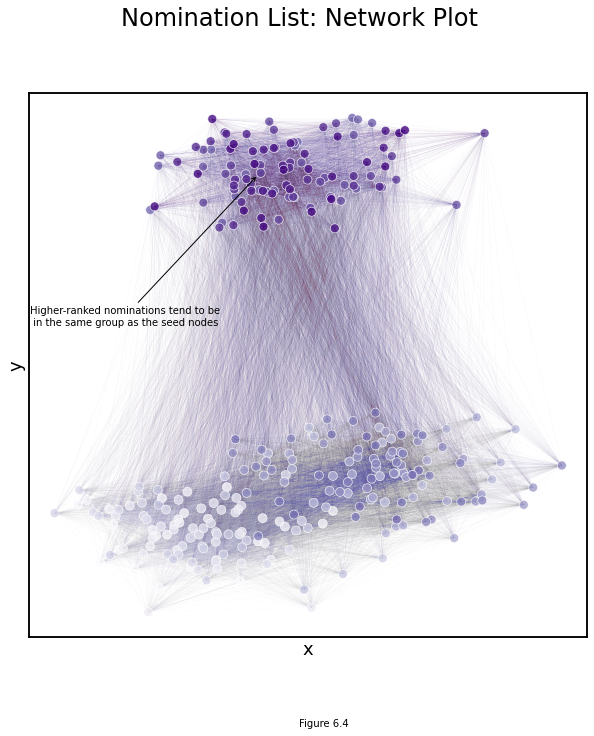 Nomination List: Network Plot
Higher-ranked nominations tend to be
in the same group as the seed nodes
y
x
Figure 6.4